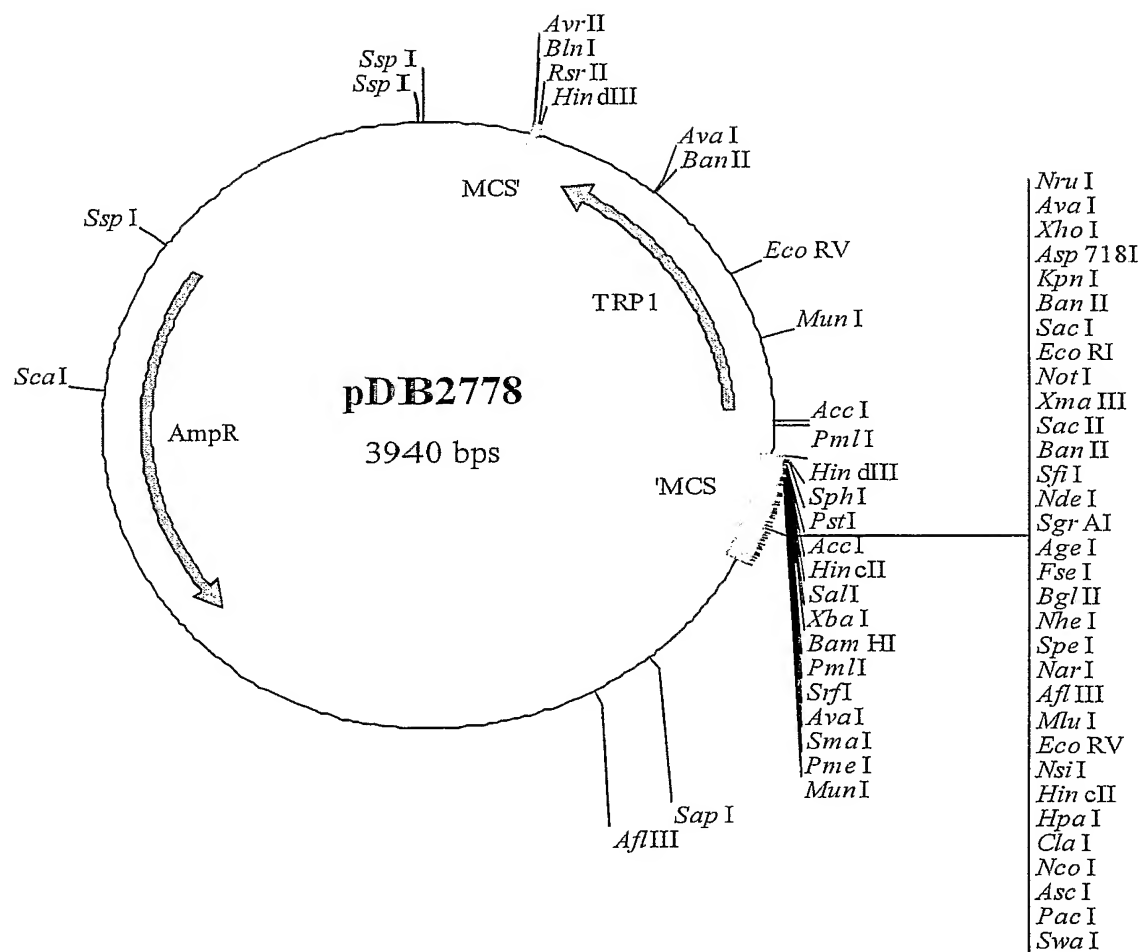 Avr II
Bln I
Rsr II
Hin dIII
Ssp I
Ssp I
Ava I
Ban II
MCS'
Ssp I
Eco RV
TRP1
Mun I
Sca I
pDB2778
3940 bps
AmpR
Acc I
Pml I
'MCS
Hin dIII
Sph I
Pst I
Acc I
Hin cII
Sal I
Xba I
Bam HI
Pml I
Srf I
Ava I
Sma I
Pme I
Mun I
Sap I
Afl III
Nru I
Ava I
Xho I
Asp 718I
Kpn I
Ban II
Sac I
Eco RI
Not I
Xma III
Sac II
Ban II
Sfi I
Nde I
Sgr AI
Age I
Fse I
Bgl II
Nhe I
Spe I
Nar I
Afl III
Mlu I
Eco RV
Nsi I
Hin cII
Hpa I
Cla I
Nco I
Asc I
Pac I
Swa I